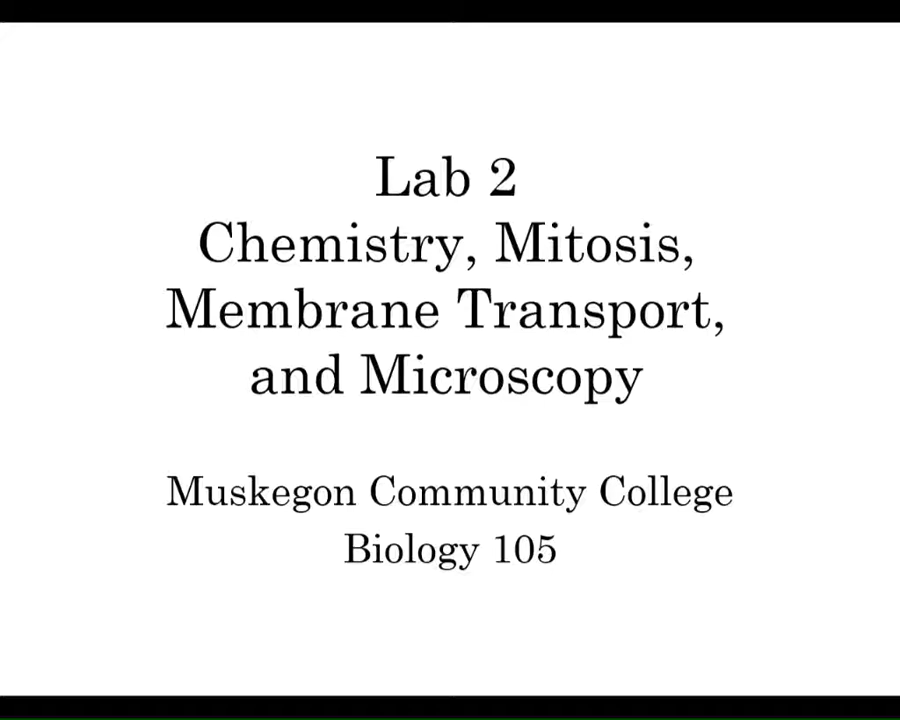 Lab 2
Chemistry, Mitosis,
Membrane Transport,
and Microscopy
Muskegon Community College
Biology 105